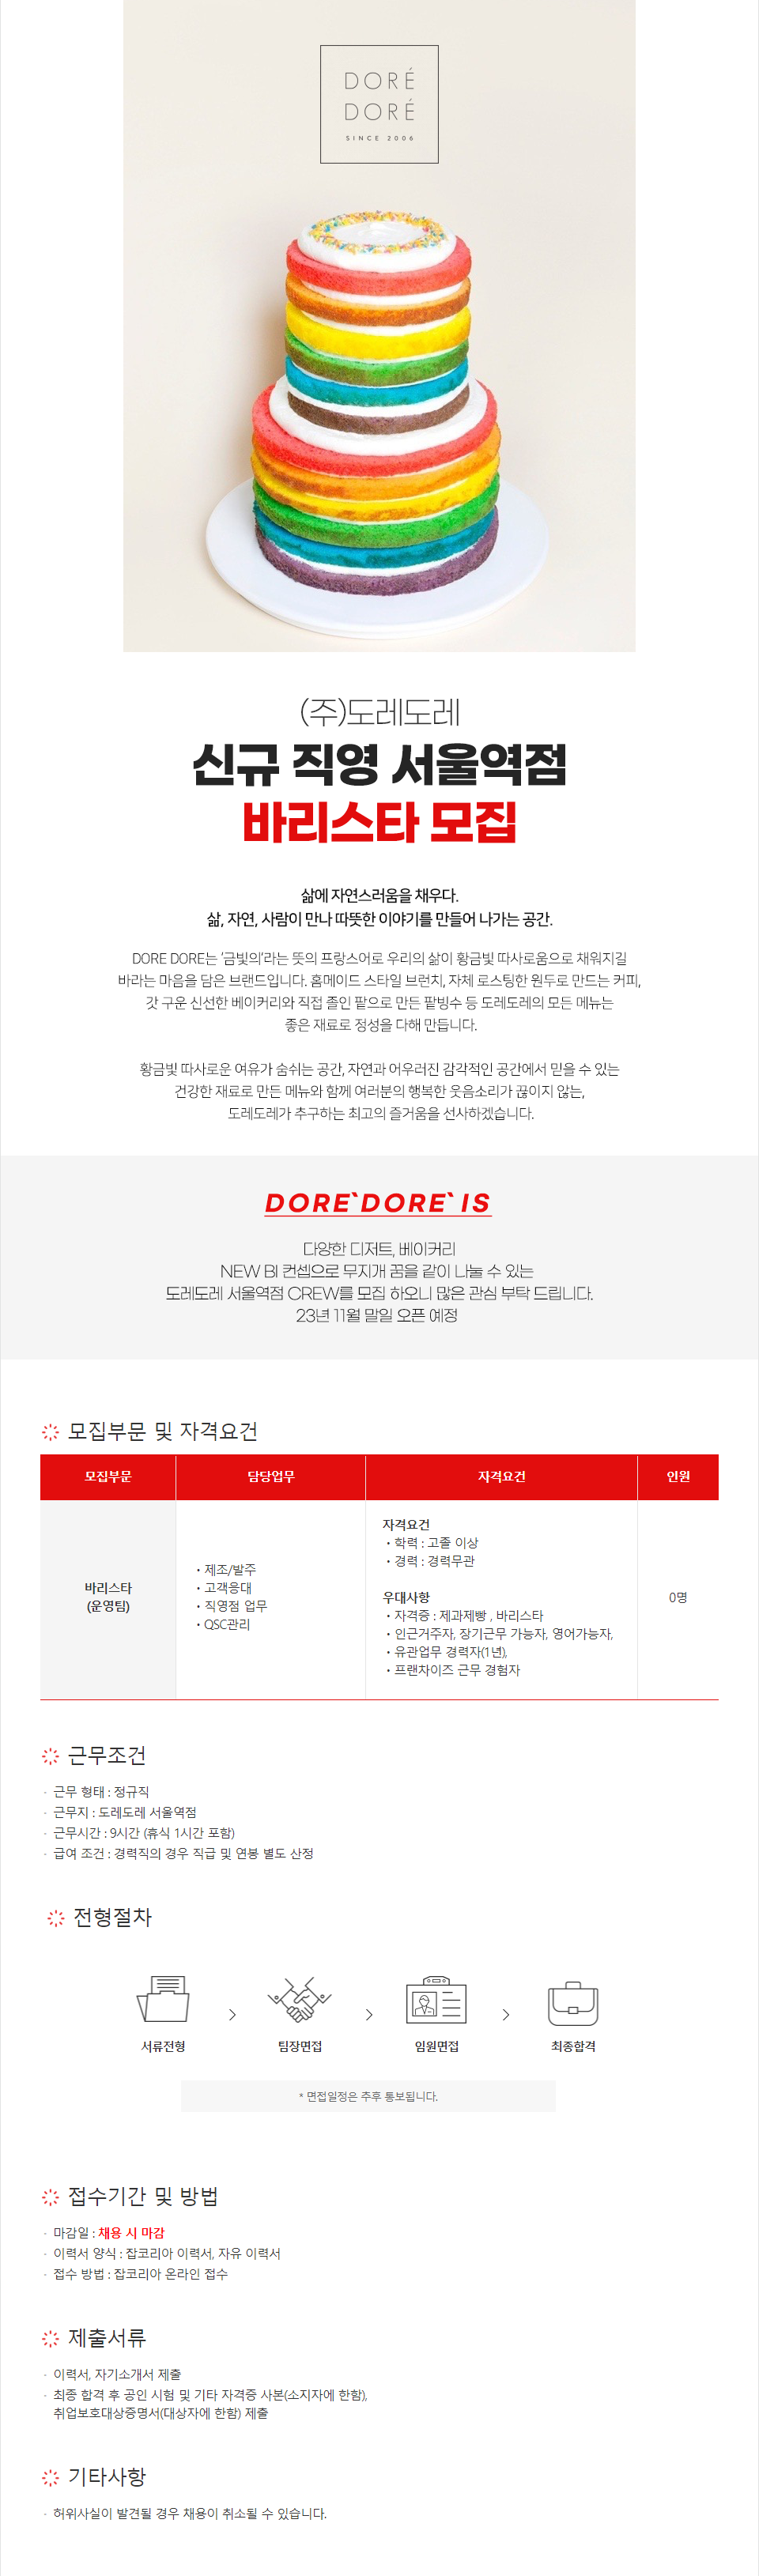 DORÉ
DORÉ
SINCE 2006
(주)도레도레
신규 직영 서울역점
바리스타 모집
삶에 자연스러움을 채우다.
삶, 자연, 사람이 만나 따뜻한 이야기를 만들어 나가는 공간.
DORE DORE는 '금빛의'라는 뜻의 프랑스어로 우리의 삶이 황금빛 따사로움으로 채워지길
바라는 마음을 담은 브랜드입니다. 홈메이드 스타일 브런치, 자체 로스팅한 원두로 만드는 커피,
갓 구운 신선한 베이커리와 직접 졸인 팥으로 만든 팥빙수 등 도레도레의 모든 메뉴는
좋은 재료로 정성을 다해 만듭니다.
황금빛 따사로운 여유가 숨쉬는 공간, 자연과 어우러진 감각적인 공간에서 믿을 수 있는
건강한 재료로 만든 메뉴와 함께 여러분의 행복한 웃음소리가 끊이지 않는,
도레도레가 추구하는 최고의 즐거움을 선사하겠습니다.
DORE`DORE` IS
다양한 디저트, 베이커리
NEW BI 컨셉으로 무지개 꿈을 같이 나눌 수 있는
도레도레 서울역점 CREW를 모집 하오니 많은 관심 부탁 드립니다.
23년 11월 말일 오픈 예정
모집부문 및 자격요건
모집부문 담당업무 자격요건 인원
바리스타
(운영팀)
• 제조/발주
• 고객응대
• 직영점 업무
• QSC관리
자격요건
• 학력 : 고졸 이상
• 경력 : 경력무관
우대사항
• 자격증 : 제과제빵 , 바리스타
• 인근거주자, 장기근무 가능자, 영어가능자,
• 유관업무 경력자(1년),
• 프랜차이즈 근무 경험자
0명
근무조건
- 근무 형태 : 정규직
- 근무지 : 도레도레 서울역점
- 근무시간 : 9시간 (휴식 1시간 포함)
- 급여 조건 : 경력직의 경우 직급 및 연봉 별도 산정
전형절차
서류전형 > 팀장면접 > 임원면접 > 최종합격
* 면접일정은 추후 통보됩니다.
접수기간 및 방법
- 마감일 : 채용 시 마감
- 이력서 양식 : 잡코리아 이력서, 자유 이력서
- 접수 방법 : 잡코리아 온라인 접수
제출서류
- 이력서, 자기소개서 제출
- 최종 합격 후 공인 시험 및 기타 자격증 사본(소지자에 한함),
취업보호대상증명서(대상자에 한함) 제출
기타사항
- 허위사실이 발견될 경우 채용이 취소될 수 있습니다.